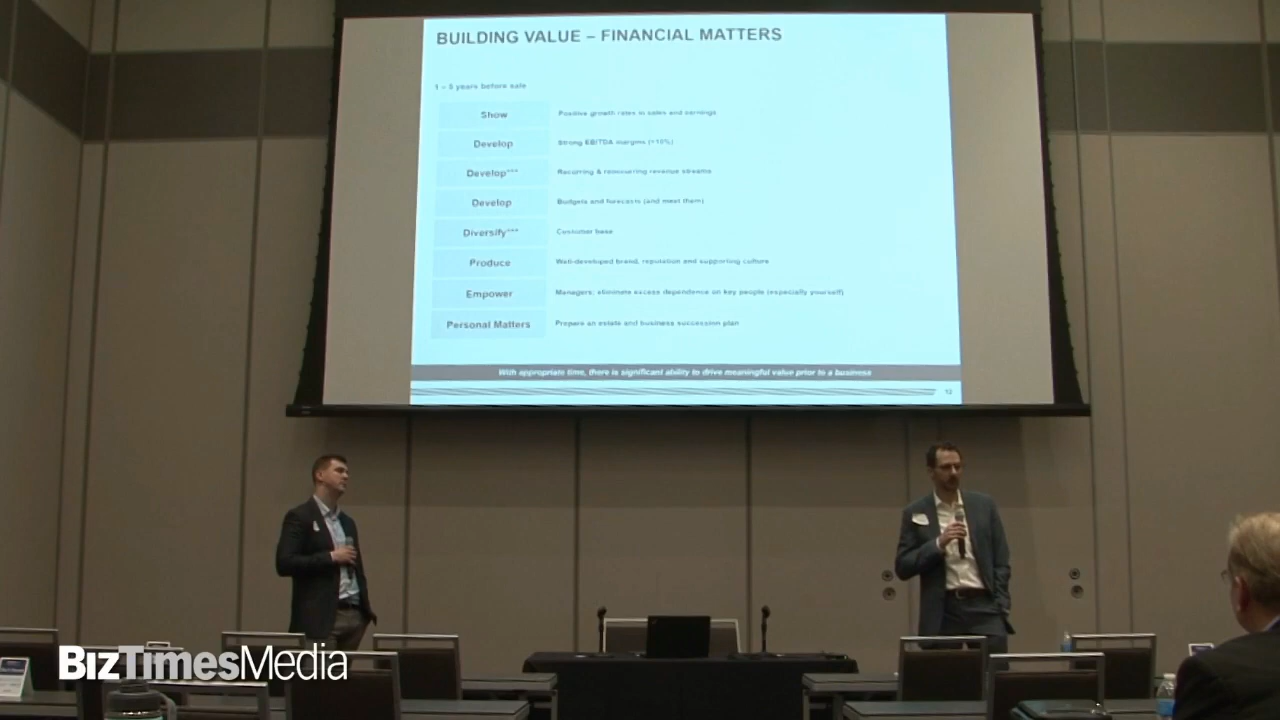 BUILDING VALUE – FINANCIAL MATTERS
1 – 5 years before sale
Show Positive growth rates in sales and earnings
Develop Strong EBITDA margins (+10%)
Develop*** Recurring & reoccurring revenue streams
Develop Budgets and forecasts (and meet them)
Diversify*** Customer base
Produce Well-developed brand, reputation and supporting culture
Empower Managers; eliminate excess dependence on key people (especially yourself)
Personal Matters Prepare an estate and business succession plan
With appropriate time, there is significant ability to drive meaningful value prior to a business
12
BizTimesMedia